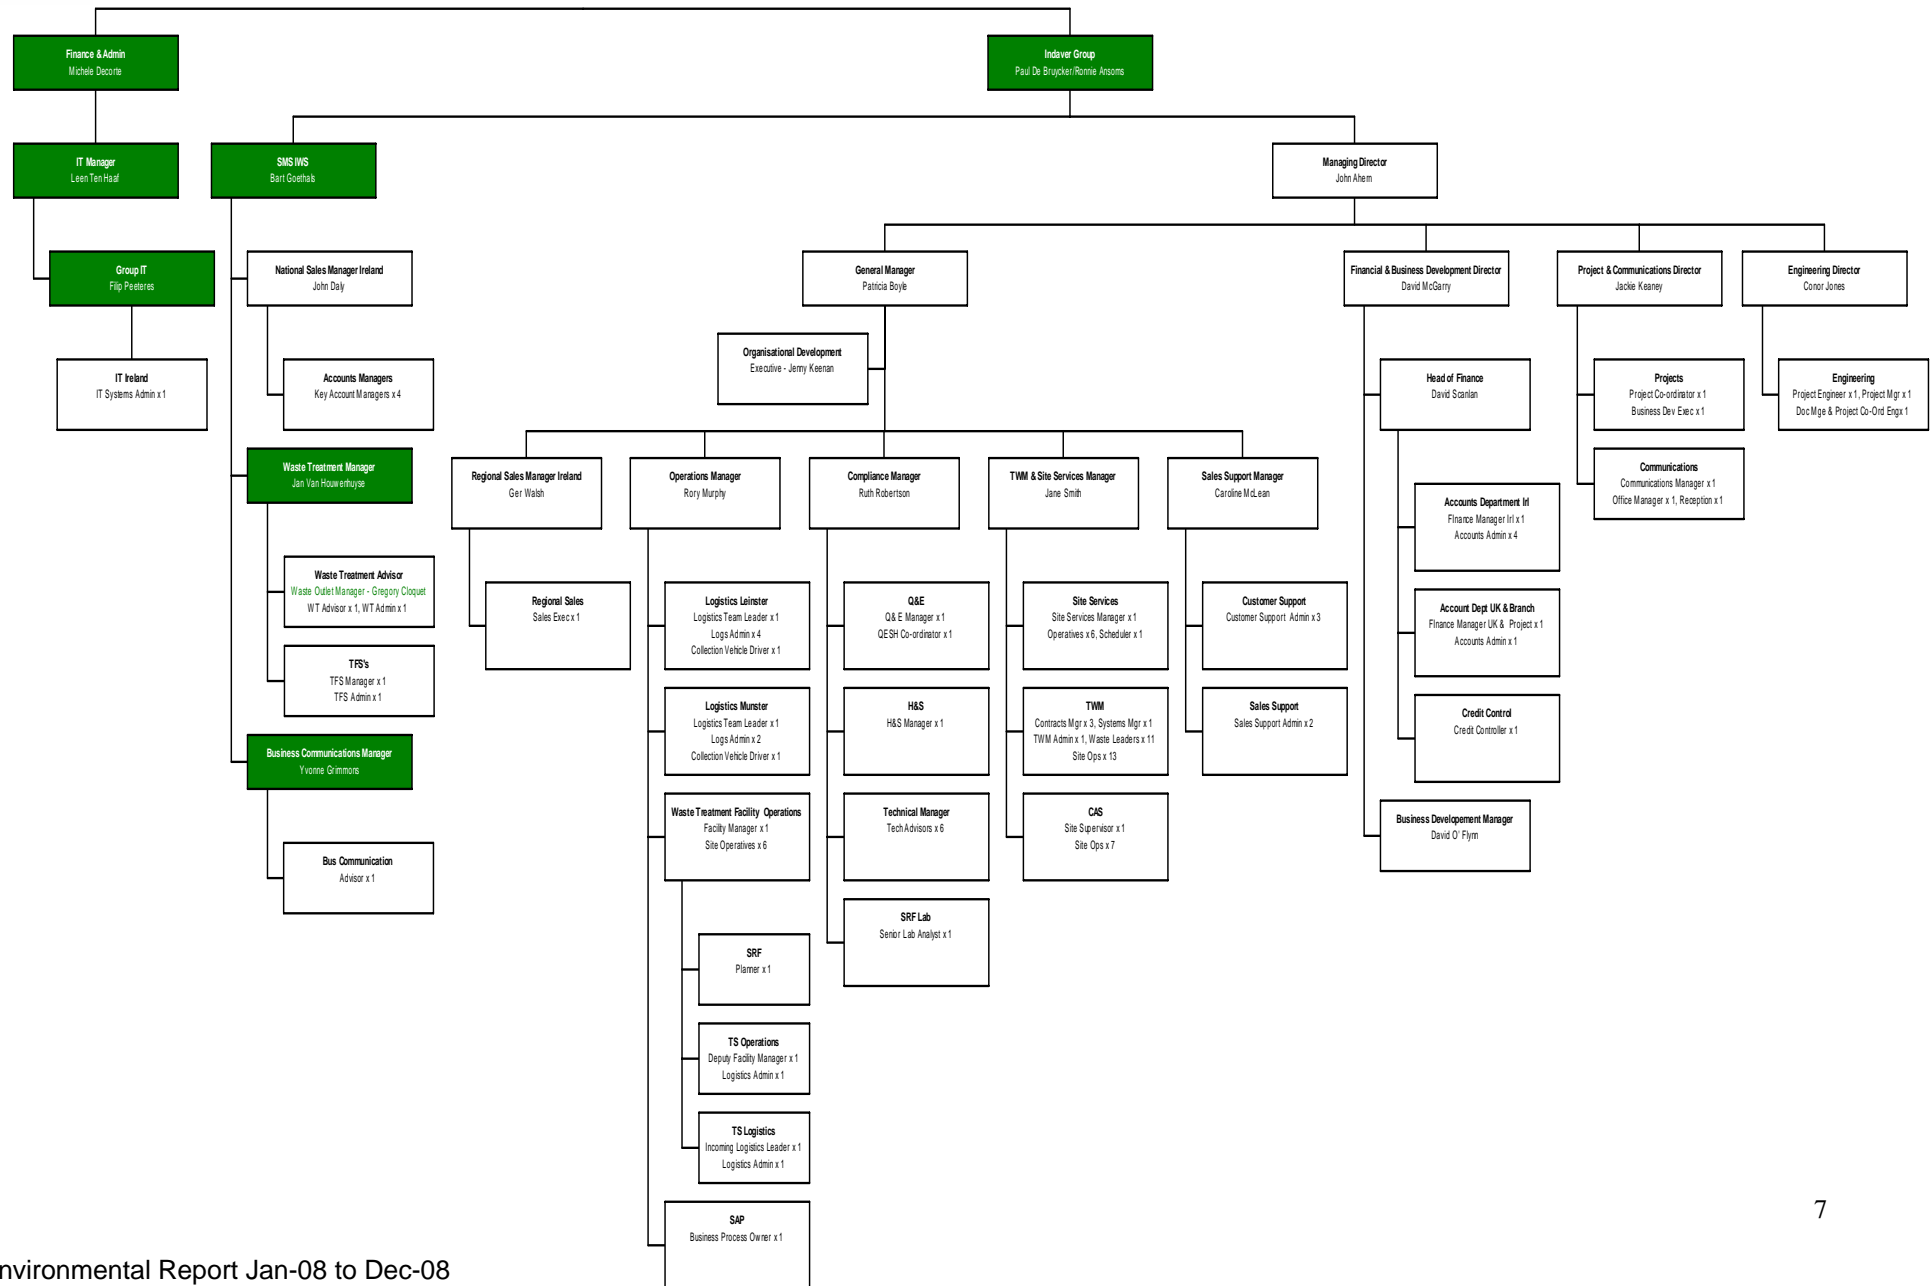 Finance & Admin
Michele Decorte
Indaver Group
Paul De Bruycker/Ronnie Ansoms
IT Manager
Leen Ten Haaf
SMS IWS
Bart Goethals
Managing Director
John Ahern
Group IT
Filip Peeteres
National Sales Manager Ireland
John Daly
General Manager
Patricia Boyle
Financial & Business Development Director
David McGarry
Project & Communications Director
Jackie Keaney
Engineering Director
Conor Jones
Organisational Development
Executive - Jenny Keenan
IT Ireland
IT Systems Admin x 1
Accounts Managers
Key Account Managers x 4
Head of Finance
David Scanlan
Projects
Project Co-ordinator x 1
Business Dev Exec x 1
Engineering
Project Engineer x 1, Project Mgr x 1
Doc Mge & Project Co-Ord Engx 1
Waste Treatment Manager
Jan Van Houwenhuyse
Regional Sales Manager Ireland
Ger Walsh
Operations Manager
Rory Murphy
Compliance Manager
Ruth Robertson
TWM & Site Services Manager
Jane Smith
Sales Support Manager
Caroline McLean
Communications
Communications Manager x 1
Office Manager x 1, Reception x 1
Accounts Department Irl
FInance Manager Irl x 1
Accounts Admin x 4
Waste Treatment Advisor
Waste Outlet Manager - Gregory Cloquet
WT Advisor x 1, WT Admin x 1
Regional Sales
Sales Exec x 1
Logistics Leinster
Logistics Team Leader x 1
Logs Admin x 4
Collection Vehicle Driver x 1
Q&E
Q& E Manager x 1
QESH Co-ordinator x 1
Site Services
Site Services Manager x 1
Operatives x 6, Scheduler x 1
Customer Support
Customer Support Admin x 3
Account Dept UK & Branch
FInance Manager UK & Project x 1
Accounts Admin x 1
TFS's
TFS Manager x 1
TFS Admin x 1
Logistics Munster
Logistics Team Leader x 1
Logs Admin x 2
Collection Vehicle Driver x 1
H&S
H&S Manager x 1
TWM
Contracts Mgr x 3, Systems Mgr x 1
TWM Admin x 1, Waste Leaders x 11
Site Ops x 13
Sales Support
Sales Support Admin x 2
Credit Control
Credit Controller x 1
Business Communications Manager
Yvonne Grimmons
Waste Treatment Facility Operations
Facility Manager x 1
Site Operatives x 6
Technical Manager
Tech Advisors x 6
CAS
Site Supervisor x 1
Site Ops x 7
Business Developement Manager
David O' Flynn
Bus Communication
Advisor x 1
SRF Lab
Senior Lab Analyst x 1
SRF
Planner x 1
TS Operations
Deputy Facility Manager x 1
Logistics Admin x 1
TS Logistics
Incoming Logistics Leader x 1
Logistics Admin x 1
SAP
Business Process Owner x 1
7
nvironmental Report Jan-08 to Dec-08